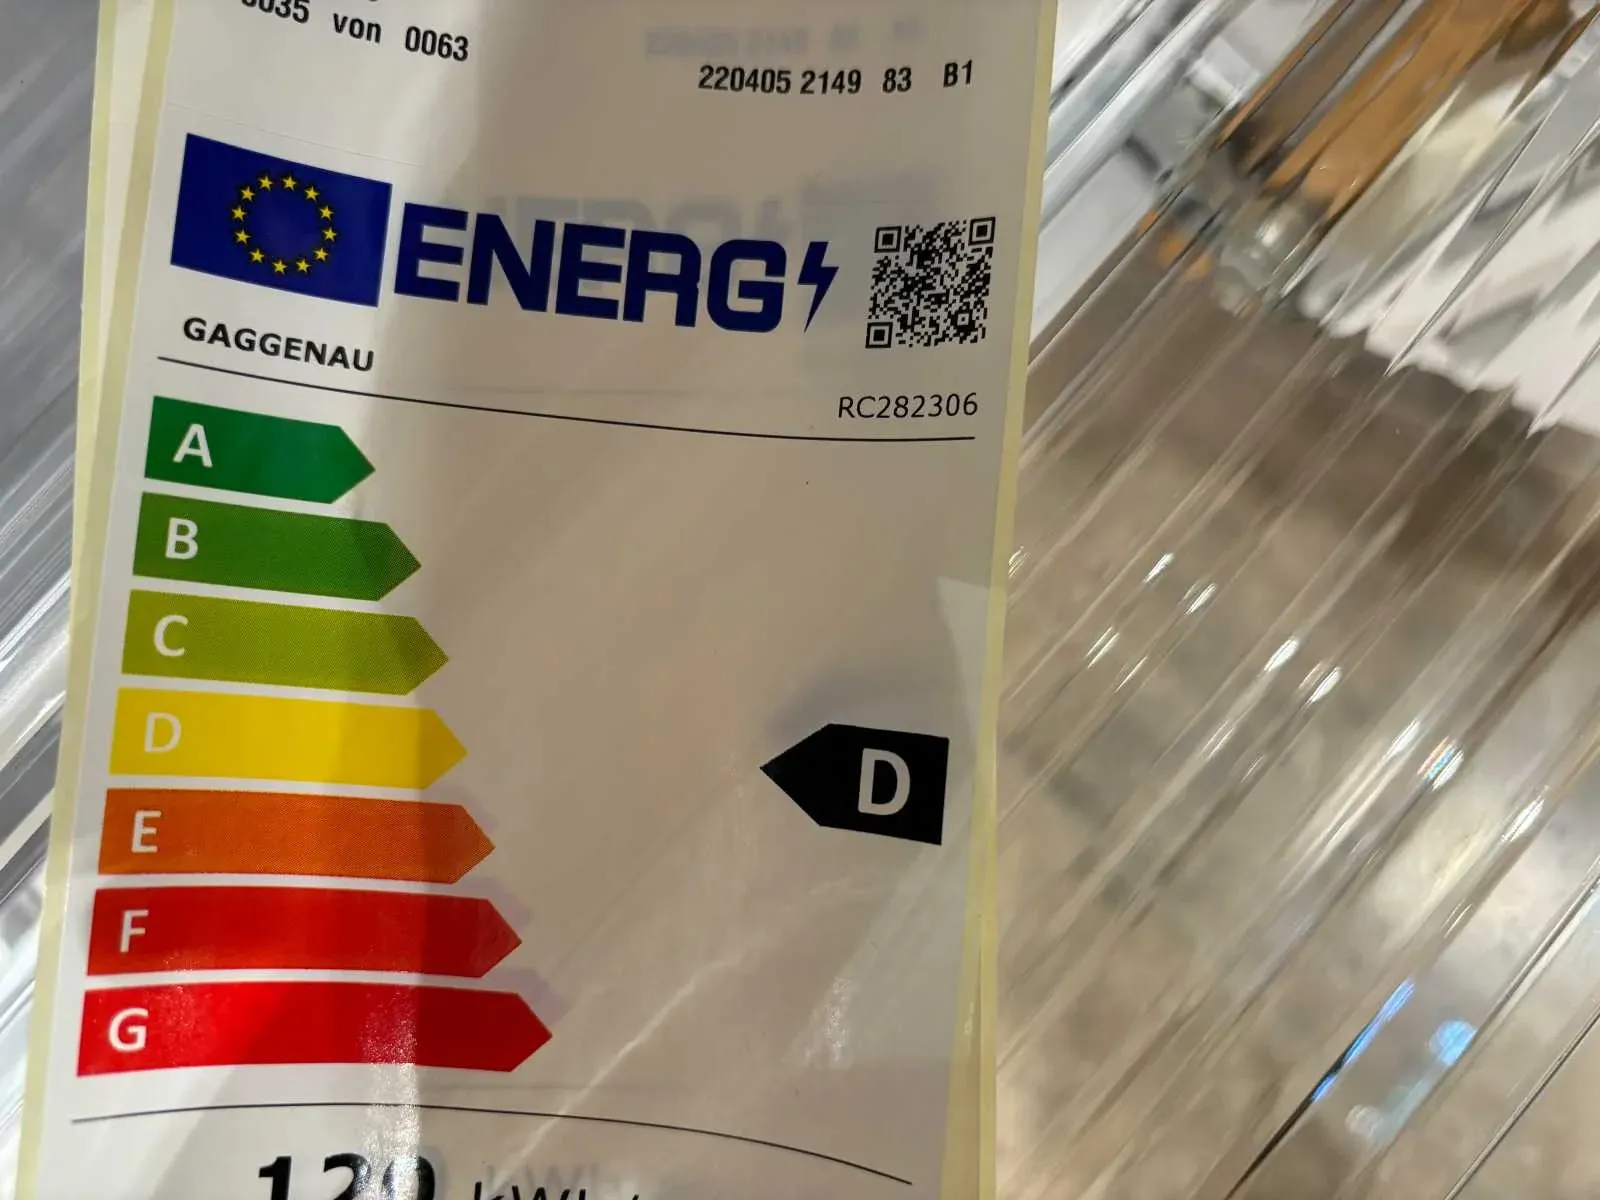 von 0063
220405 2149 83 B1
ENERG
GAGGENAU
RC282306
A
B
C
D
D
E
F
G